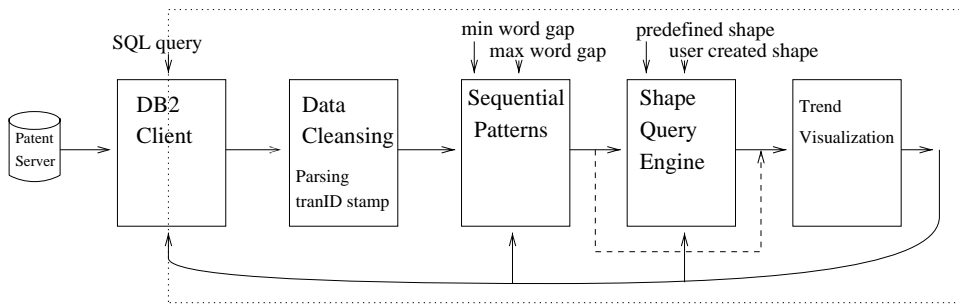 SQL query
min word gap
max word gap
predefined shape
user created shape
Patent
Server
DB2
Client
Data
Cleansing
Parsing
tranID stamp
Sequential
Patterns
Shape
Query
Engine
Trend
Visualization